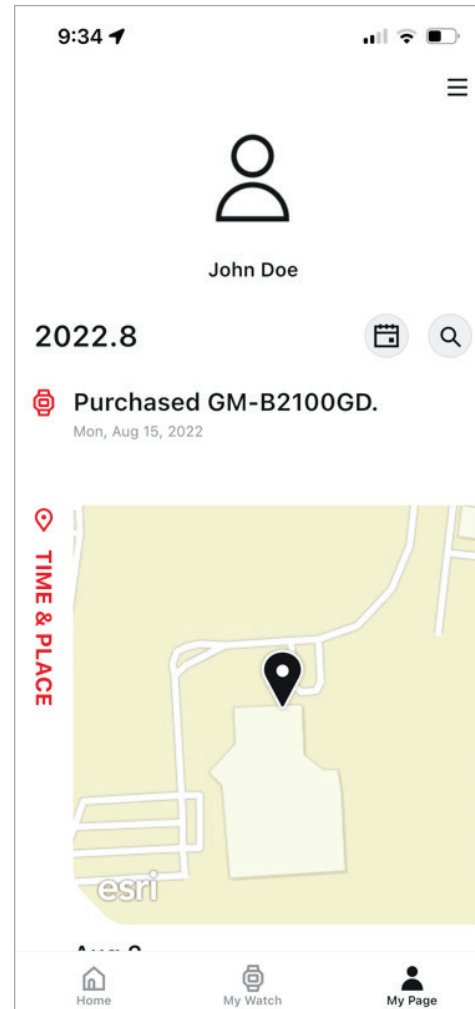 9:34
John Doe
2022.8
Purchased GM-B2100GD.
Mon, Aug 15, 2022
TIME & PLACE
esri
Home
My Watch
My Page